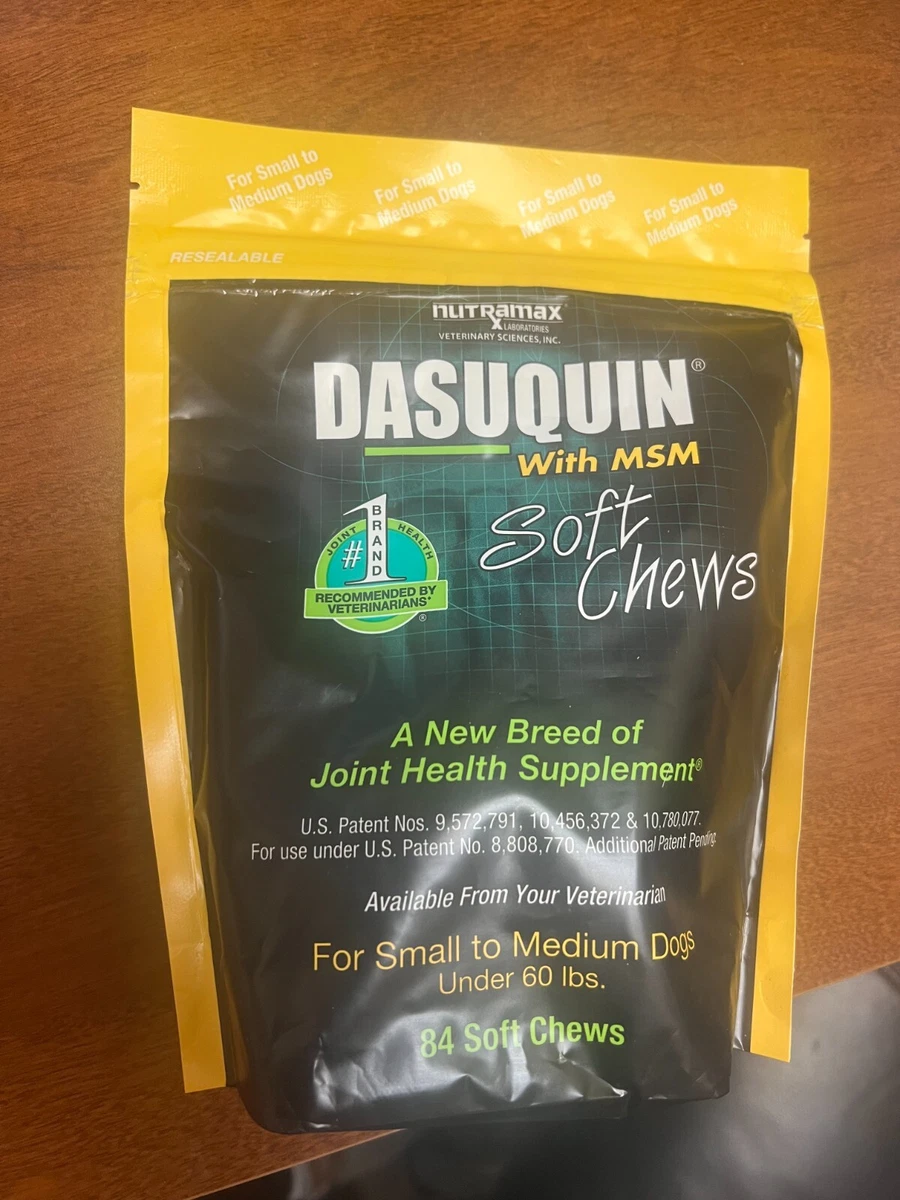 For Small to
Medium Dogs
For Small to
Medium Dogs
For Small to
Medium Dogs
For Small to
Medium Dogs
RESEALABLE
nutramax
LABORATORIES
VETERINARY SCIENCES, INC.
DASUQUIN®
With MSM
Soft
Chews
JOINT HEALTH
#1 BRAND
RECOMMENDED BY
VETERINARIANS*
®
A New Breed of
Joint Health Supplement®
U.S. Patent Nos. 9,572,791, 10,456,372 & 10.780,077.
For use under U.S. Patent No. 8,808,770. Additional Patent Pending.
Available From Your Veterinarian
For Small to Medium Dogs
Under 60 lbs.
84 Soft Chews